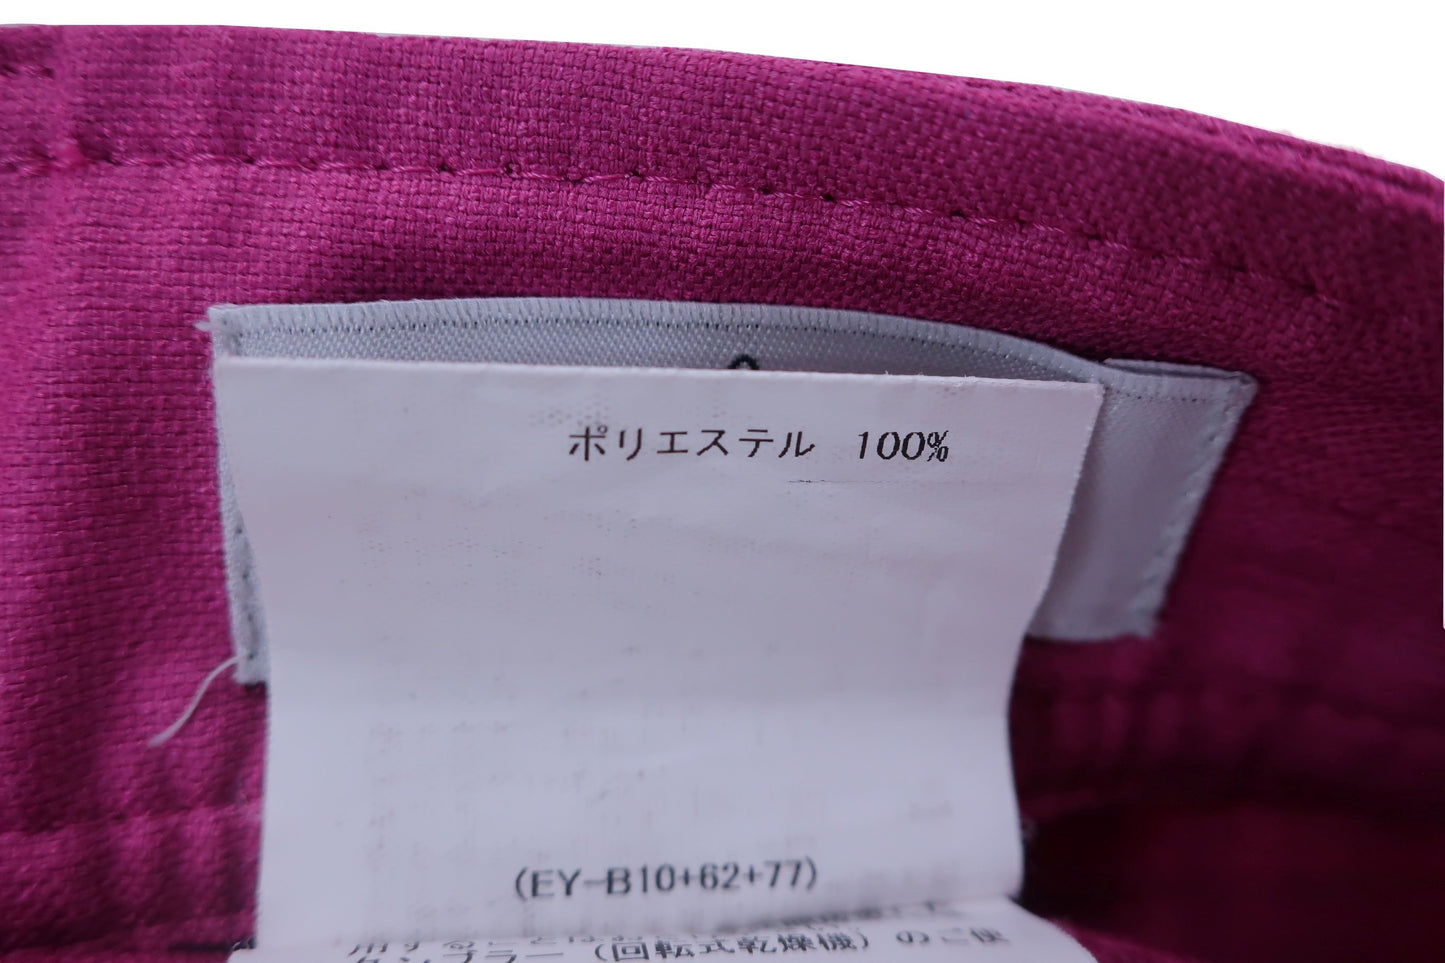 ポリエステル 100%
(EY-B10+62+77)
タンブラー(回転式乾燥機)のご使